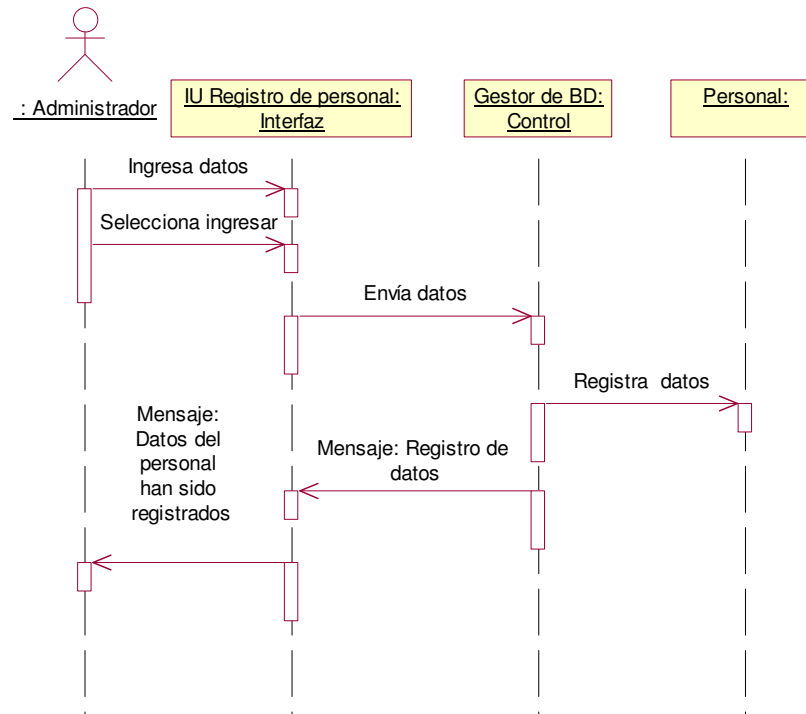 : Administrador
IU Registro de personal:
Interfaz
Gestor de BD:
Control
Personal:
Ingresa datos
Selecciona ingresar
Envía datos
Registra datos
Mensaje:
Datos del
personal
han sido
registrados
Mensaje: Registro de
datos